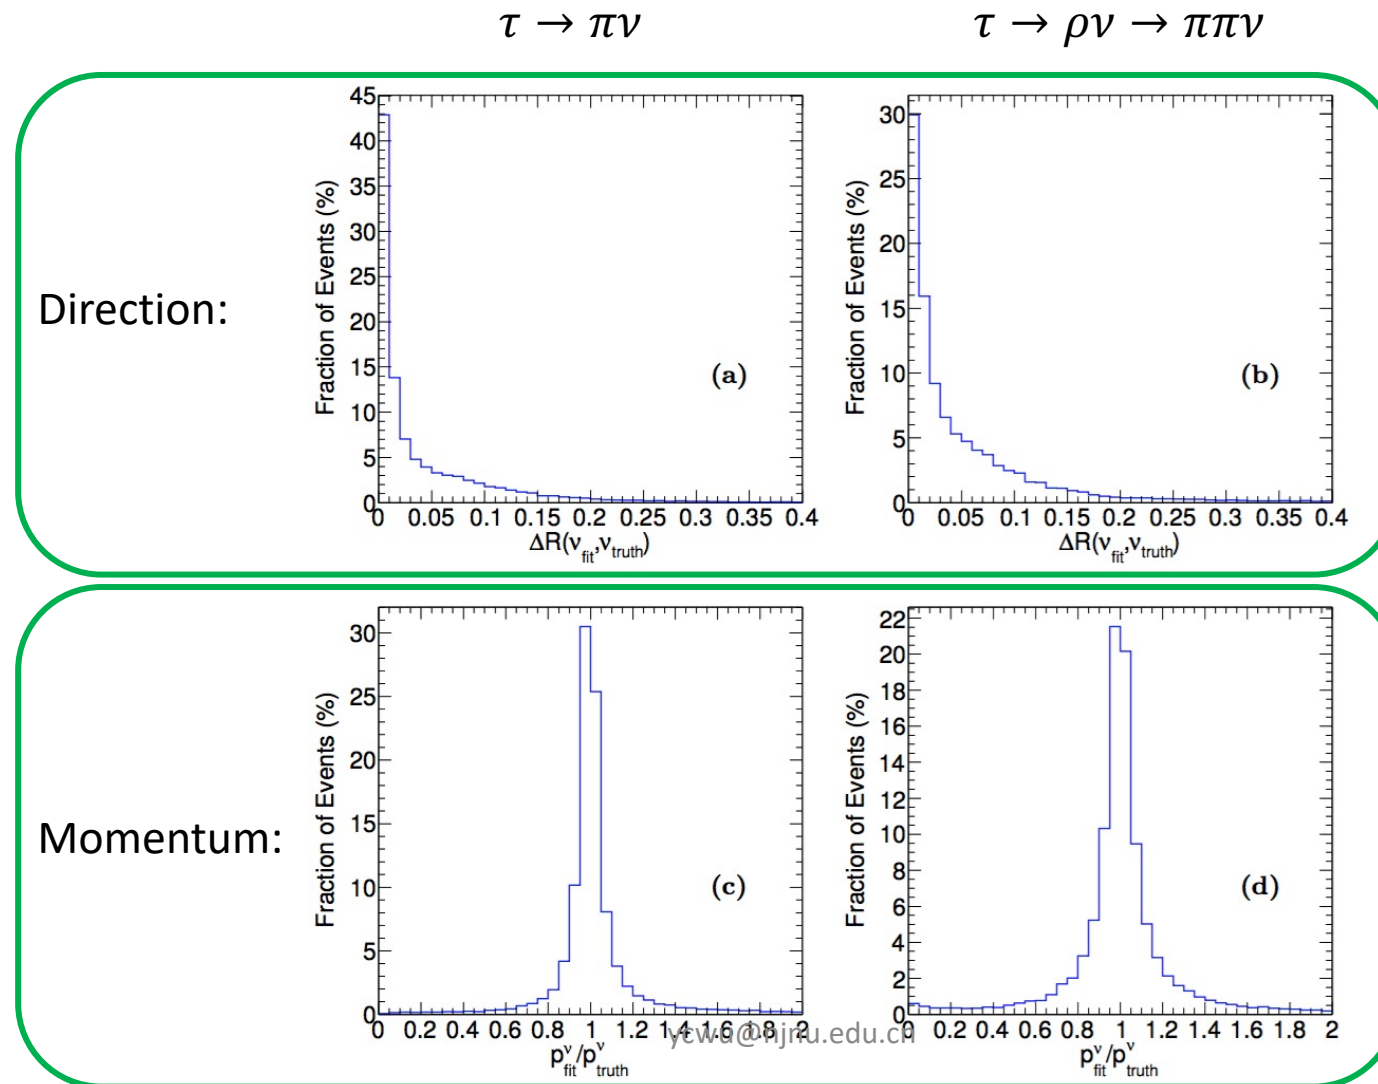 τ → πν
τ → ρν → ππν
Direction:
Fraction of Events (%)
45
40
35
30
25
20
15
10
5
0
(a)
0 0.05 0.1 0.15 0.2 0.25 0.3 0.35 0.4
ΔR(ν_fit,ν_truth)
Fraction of Events (%)
30
25
20
15
10
5
0
(b)
0 0.05 0.1 0.15 0.2 0.25 0.3 0.35 0.4
ΔR(ν_fit,ν_truth)
Momentum:
Fraction of Events (%)
30
25
20
15
10
5
0
(c)
0 0.2 0.4 0.6 0.8 1 1.2 1.4 1.6 1.8 2
p^ν_fit/p^ν_truth
Fraction of Events (%)
22
20
18
16
14
12
10
8
6
4
2
0
(d)
0 0.2 0.4 0.6 0.8 1 1.2 1.4 1.6 1.8 2
p^ν_fit/p^ν_truth
ycwu@njnu.edu.cn